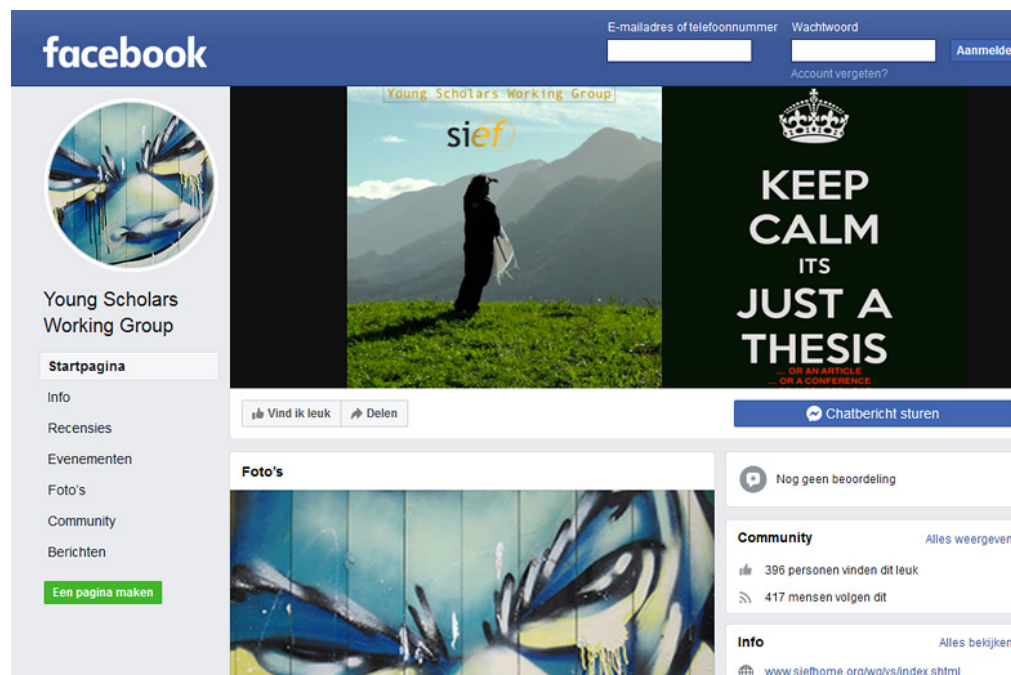 facebook
E-mailadres of telefoonnummer
Wachtwoord
Aanmelde
Account vergeten?
Young Scholars Working Group
sief
KEEP
CALM
ITS
JUST A
THESIS
... OR AN ARTICLE
... OR A CONFERENCE
Young Scholars
Working Group
Startpagina
Info
Recensies
Evenementen
Foto's
Community
Berichten
Een pagina maken
Vind ik leuk
Delen
Chatbericht sturen
Foto's
Nog geen beoordeling
Community
Alles weergeven
396 personen vinden dit leuk
417 mensen volgen dit
Info
Alles bekijken
www.siefhome.org/wg/ys/index.shtml